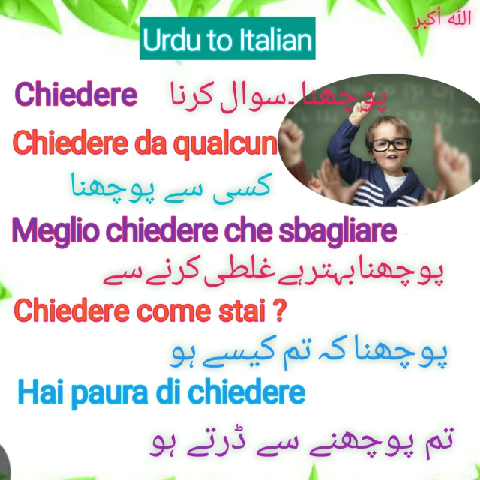 الله أكبر
Urdu to Italian
Chiedere پوچھنا۔سوال کرنا
Chiedere da qualcun
کسی سے پوچھنا
Meglio chiedere che sbagliare
پوچھنا بہتر ہے غلطی کرنے سے
Chiedere come stai ?
پوچھنا کہ تم کیسے ہو
Hai paura di chiedere
تم پوچھنے سے ڈرتے ہو